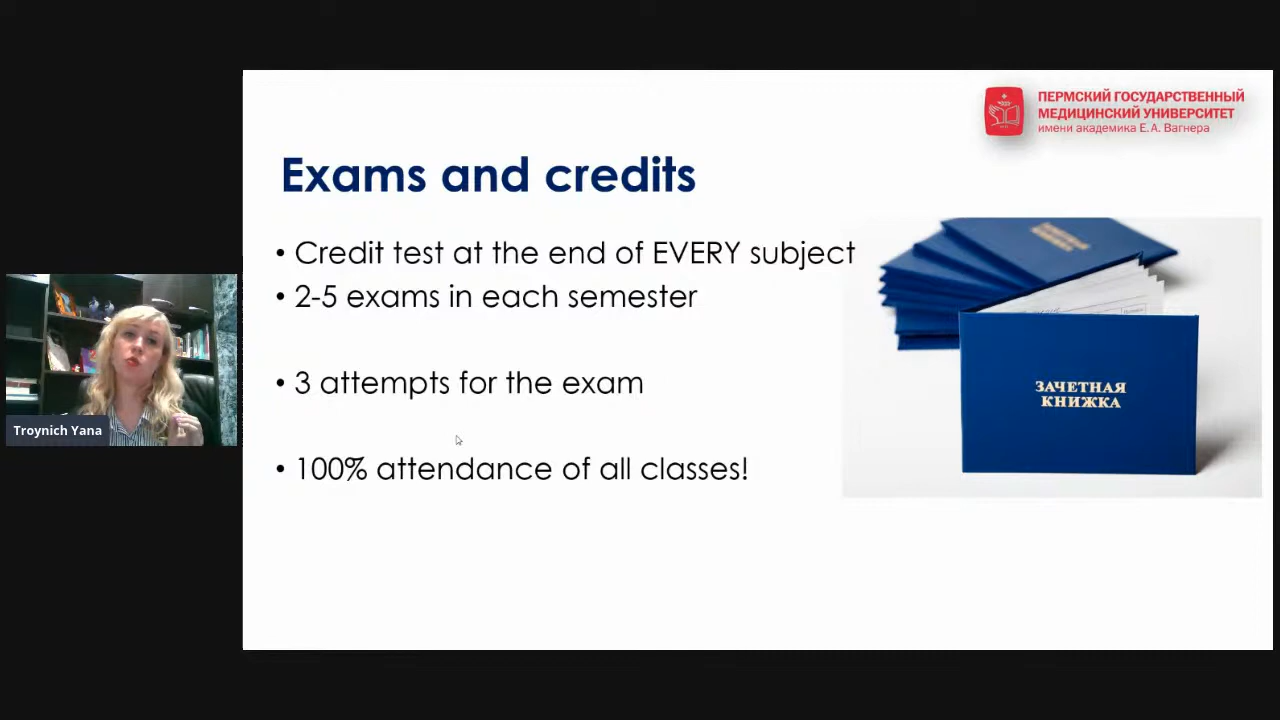 ПЕРМСКИЙ ГОСУДАРСТВЕННЫЙ
МЕДИЦИНСКИЙ УНИВЕРСИТЕТ
имени академика Е.А. Вагнера
Exams and credits
• Credit test at the end of EVERY subject
• 2-5 exams in each semester
• 3 attempts for the exam
• 100% attendance of all classes!
ЗАЧЕТНАЯ
КНИЖКА
Troynich Yana